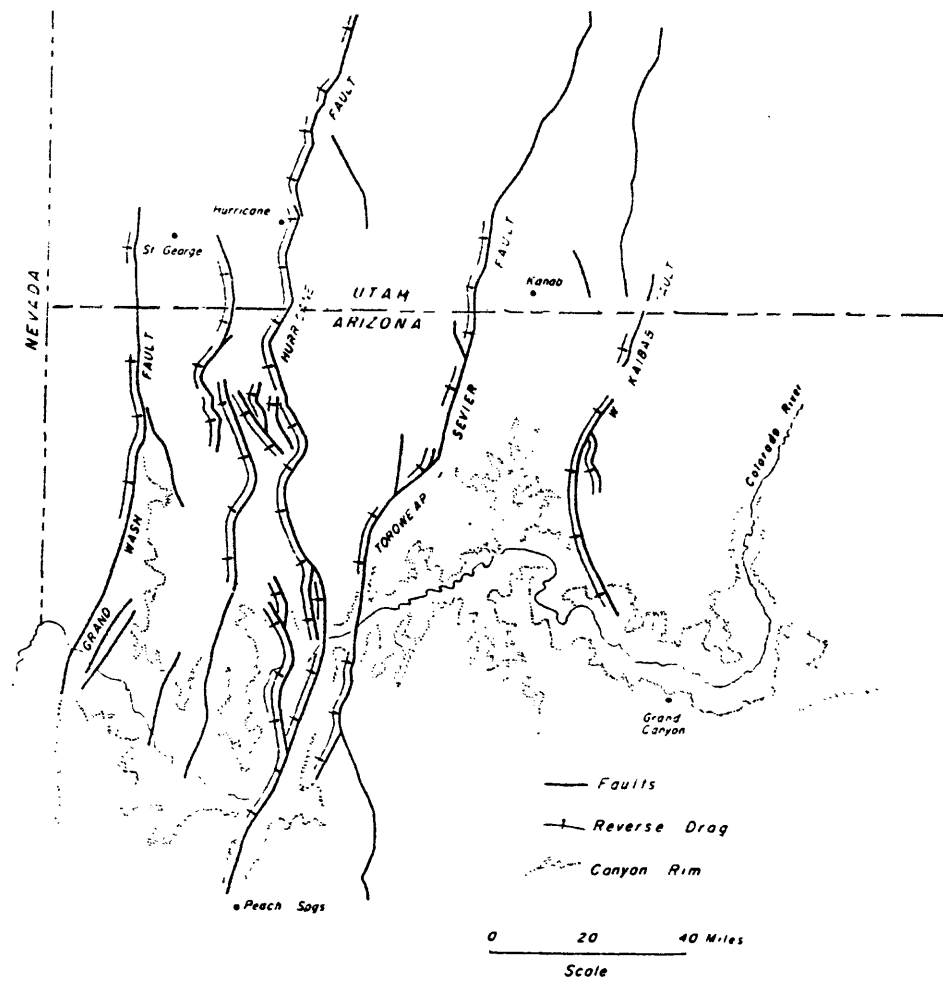 FAULT
Hurricane
St George
FAULT
Kanab
NEVADA
UTAH
ARIZONA
FAULT
HURRICANE
FAULT
W KAIBAB
SEVIER
Colorado River
TOROWEAP
WASH
GRAND
Grand
Canyon
Faults
Reverse Drag
Canyon Rim
Peach Spgs
0 20 40 Miles
Scale